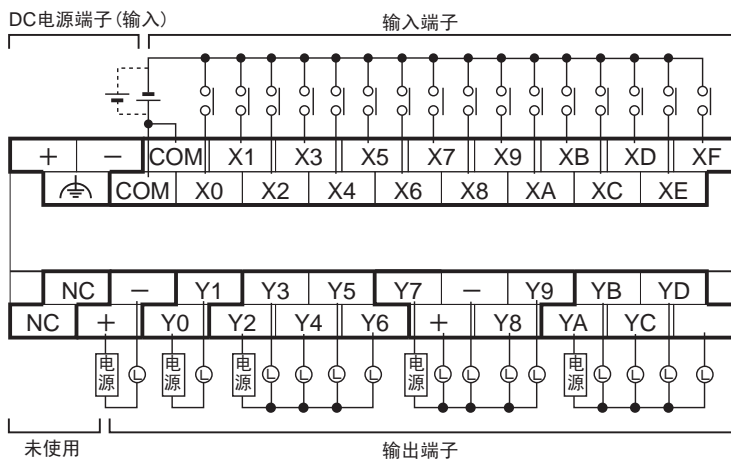 DC电源端子(输入) 输入端子
+ - COM X1 X3 X5 X7 X9 XB XD XF
COM X0 X2 X4 X6 X8 XA XC XE
NC - Y1 Y3 Y5 Y7 - Y9 YB YD
NC + Y0 Y2 Y4 Y6 + Y8 YA YC
电源 L 电源 L 电源 L L L L 电源 L L L L 电源 L L L L
未使用 输出端子